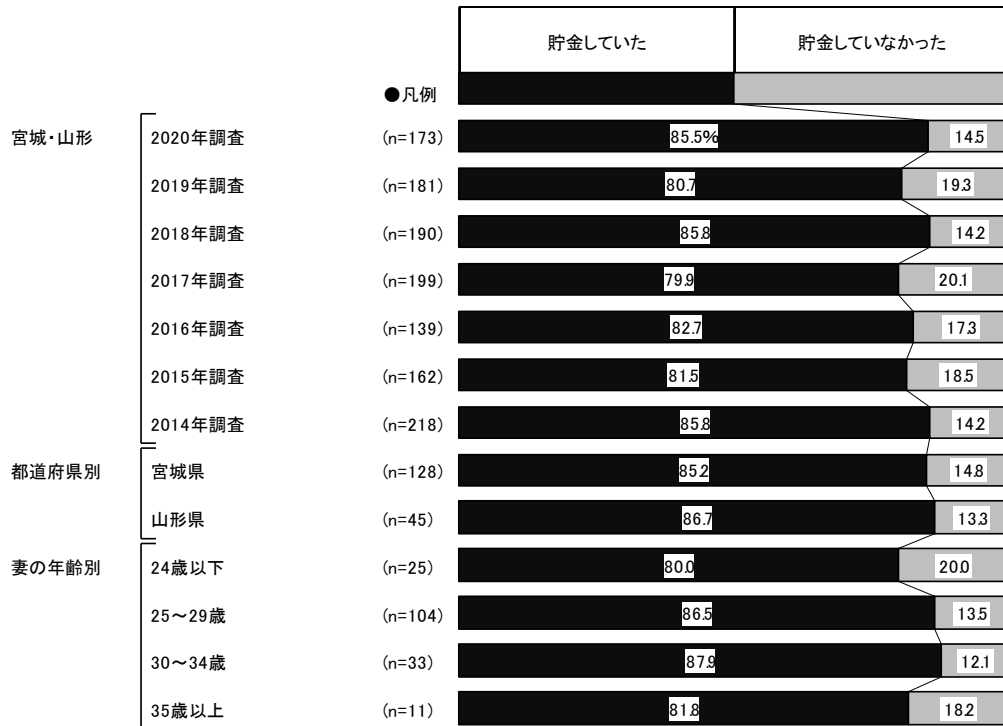 貯金していた 貯金していなかった
●凡例
宮城・山形 2020年調査 (n=173) 85.5% 14.5
2019年調査 (n=181) 80.7 19.3
2018年調査 (n=190) 85.8 14.2
2017年調査 (n=199) 79.9 20.1
2016年調査 (n=139) 82.7 17.3
2015年調査 (n=162) 81.5 18.5
2014年調査 (n=218) 85.8 14.2
都道府県別 宮城県 (n=128) 85.2 14.8
山形県 (n=45) 86.7 13.3
妻の年齢別 24歳以下 (n=25) 80.0 20.0
25～29歳 (n=104) 86.5 13.5
30～34歳 (n=33) 87.9 12.1
35歳以上 (n=11) 81.8 18.2